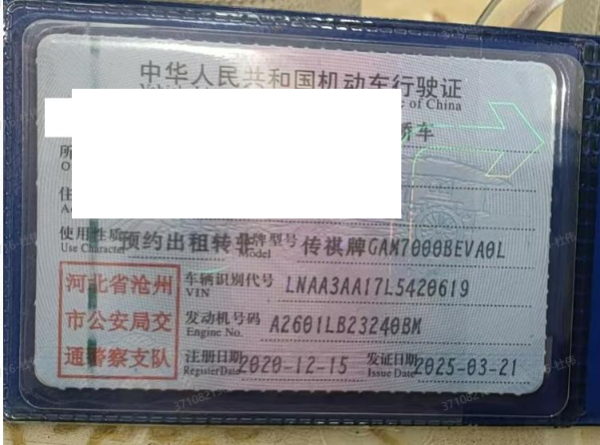 中华人民共和国机动车行驶证
c of China
轿车
所
住
使用性质 预约出租转非 品牌型号 传祺牌GAM7000BEVA0L
Use Character Model
河北省沧州 车辆识别代号 LNAA3AA17L5420619
VIN
市公安局交 发动机号码 A2601LB23240BM
Engine No.
通警察支队 注册日期 2020-12-15 发证日期 2025-03-21
Register Date Issue Date